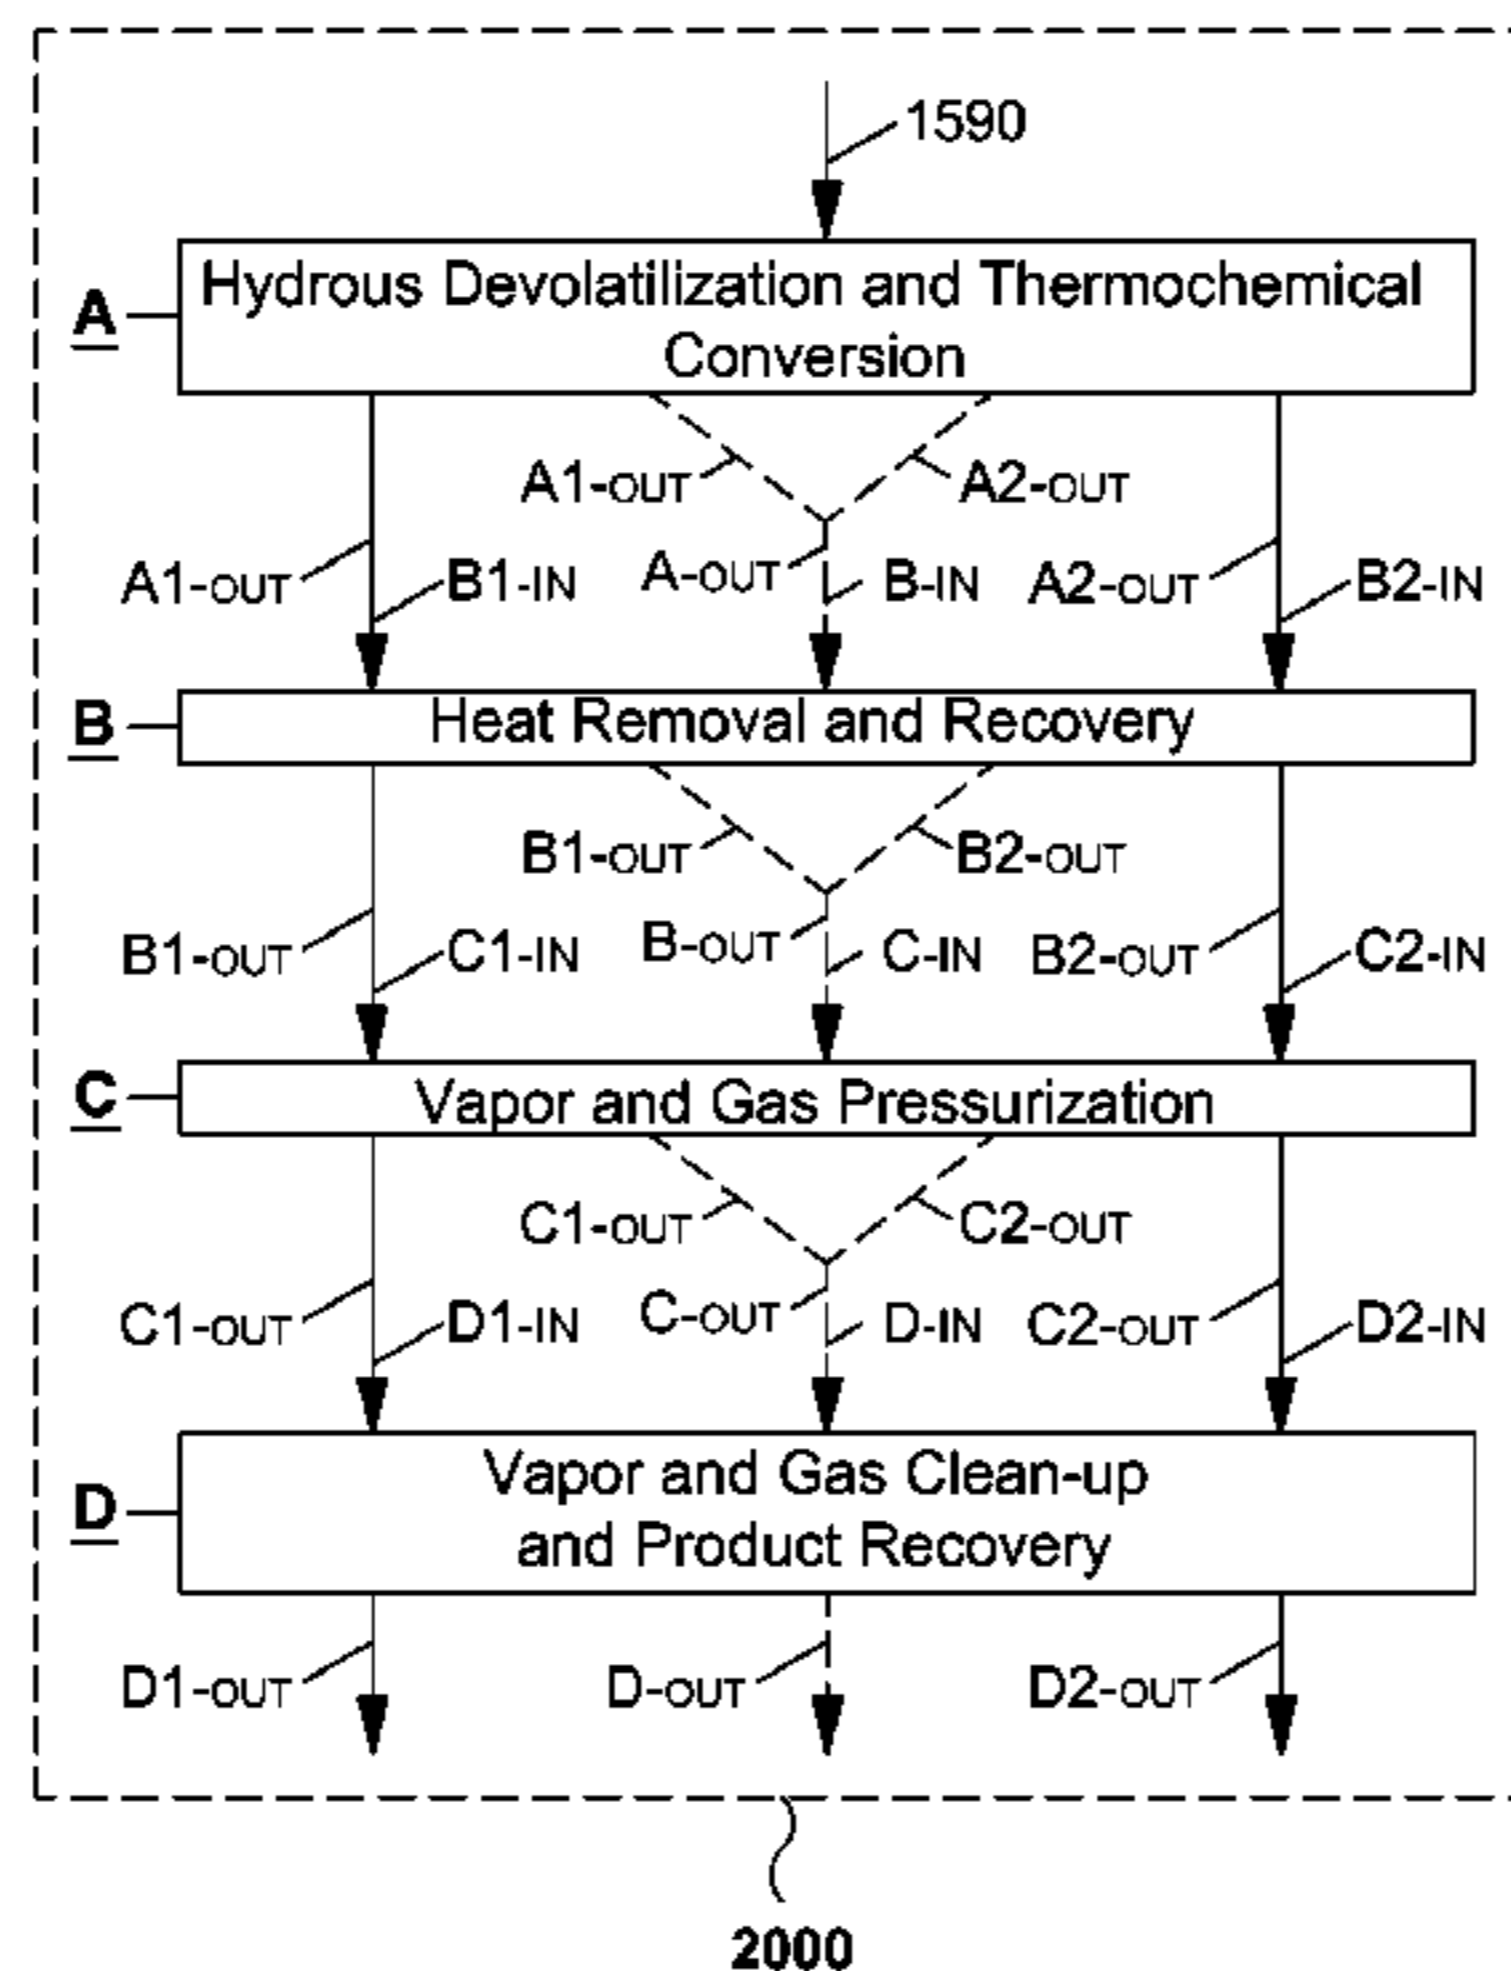 1590
A
Hydrous Devolatilization and Thermochemical
Conversion
A1-OUT
A2-OUT
A1-OUT
B1-IN
A-OUT
B-IN
A2-OUT
B2-IN
B
Heat Removal and Recovery
B1-OUT
B2-OUT
B1-OUT
C1-IN
B-OUT
C-IN
B2-OUT
C2-IN
C
Vapor and Gas Pressurization
C1-OUT
C2-OUT
C1-OUT
D1-IN
C-OUT
D-IN
C2-OUT
D2-IN
D
Vapor and Gas Clean-up
and Product Recovery
D1-OUT
D-OUT
D2-OUT
2000